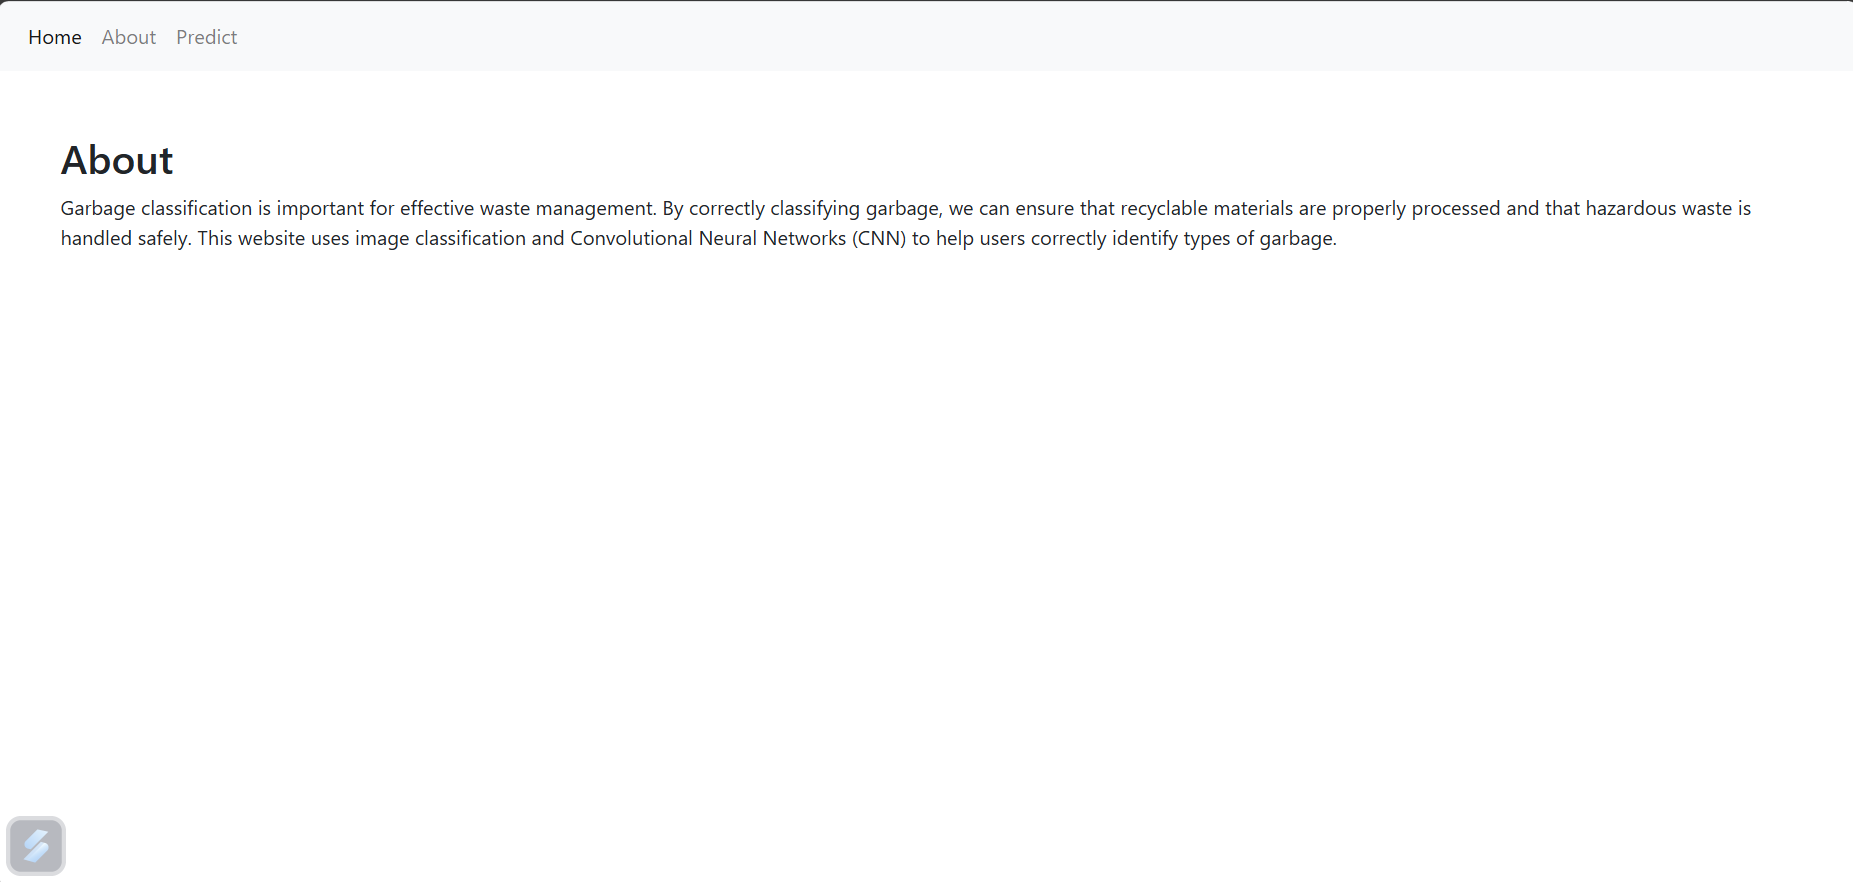 Home About Predict
About
Garbage classification is important for effective waste management. By correctly classifying garbage, we can ensure that recyclable materials are properly processed and that hazardous waste is
handled safely. This website uses image classification and Convolutional Neural Networks (CNN) to help users correctly identify types of garbage.